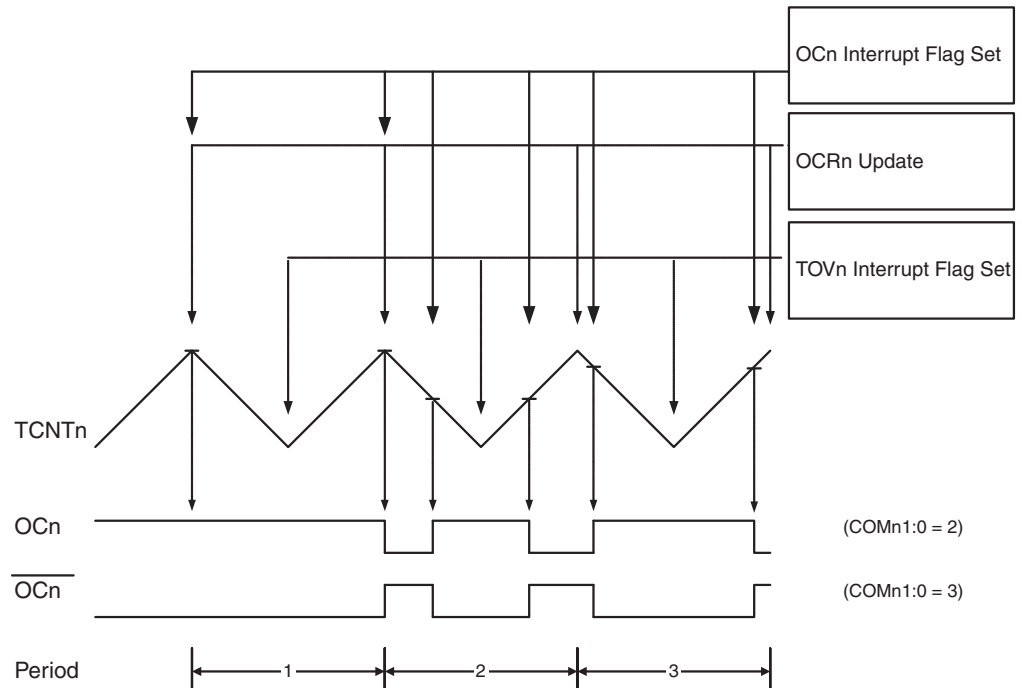 OCn Interrupt Flag Set
OCRn Update
TOVn Interrupt Flag Set
TCNTn
OCn (COMn1:0 = 2)
OCn (COMn1:0 = 3)
Period 1 2 3